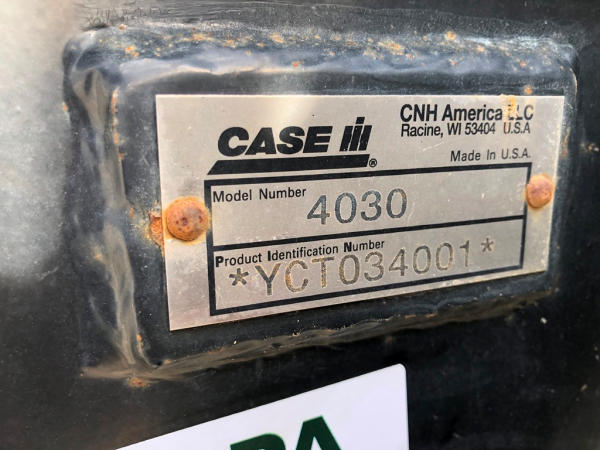 CASE IH
®
CNH America LLC
Racine, WI 53404 U.S.A
Made In U.S.A.
Model Number
4030
Product Identification Number
*YCT034001*